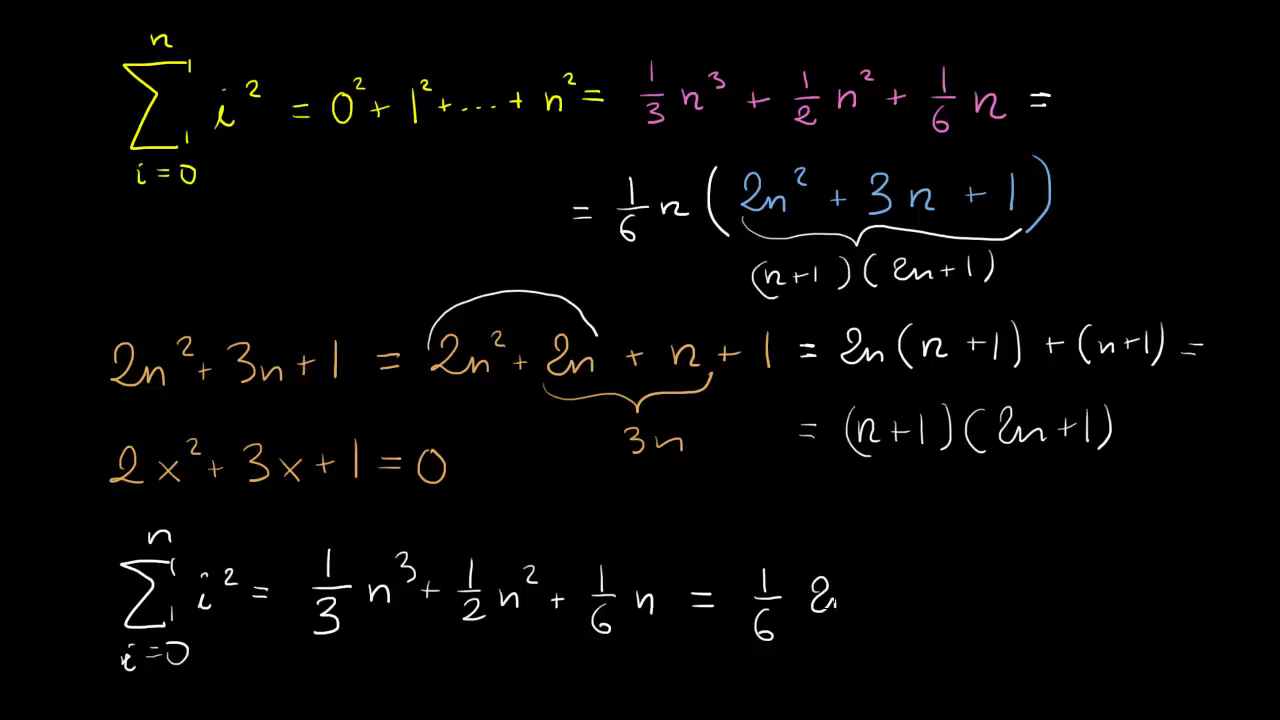 ∑_{i=0}^{n} i² = 0² + 1² + ... + n² = 1/3 n³ + 1/2 n² + 1/6 n =
= 1/6 n (2n² + 3n + 1)
(n+1)(2n+1)
2n² + 3n + 1 = 2n² + 2n + n + 1 = 2n(n+1) + (n+1) =
3n
= (n+1)(2n+1)
2x² + 3x + 1 = 0
∑_{i=0}^{n} i² = 1/3 n³ + 1/2 n² + 1/6 n = 1/6